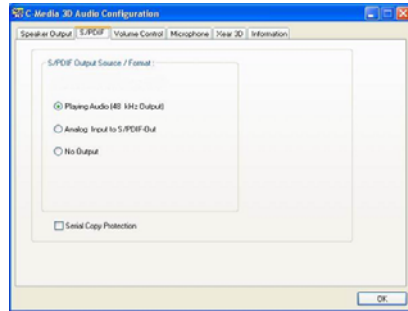 C-Media 3D Audio Configuration
Speaker Output S/PDIF Volume Control Microphone Xear 3D Information
S/PDIF Output Source / Format :
Playing Audio (48 kHz Output)
Analog Input to S/PDIF-Out
No Output
Serial Copy Protection
OK